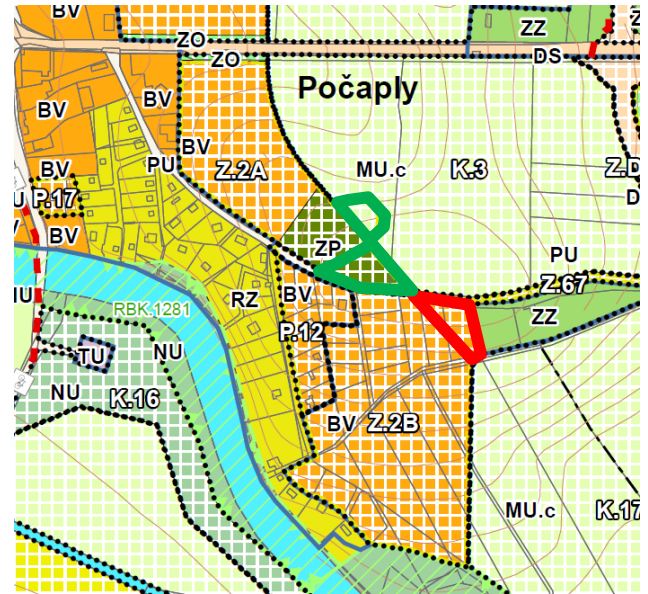 BV
ZO
ZZ
ZO
DS
Počaply
BV
BV
BV
PU
Z.2A
MU.c
K.3
BV
P.17
BV
ZP
PU
Z.67
RBK.1281
RZ
BV
ZZ
P.12
TU
NU
NU
K.16
BV
Z.2B
MU.c
K.17